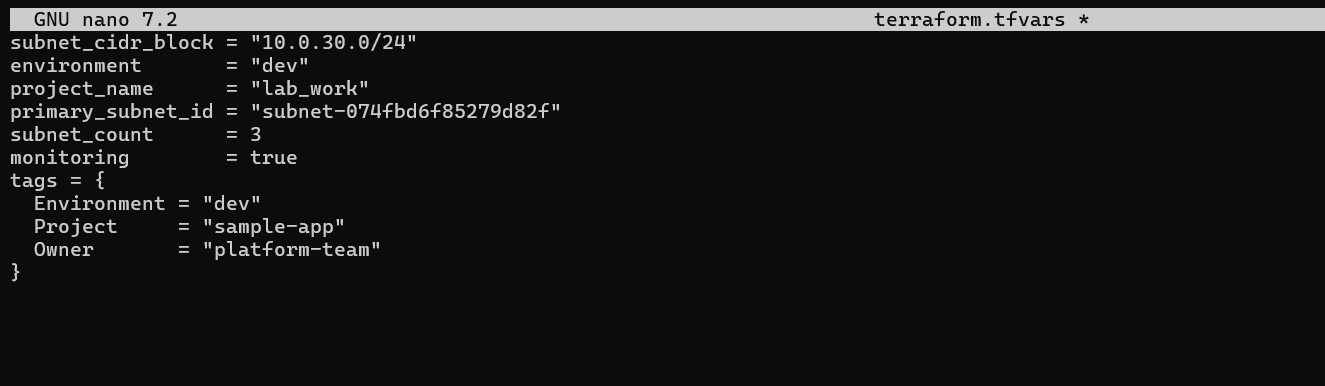 GNU nano 7.2 terraform.tfvars *
subnet_cidr_block = "10.0.30.0/24"
environment       = "dev"
project_name      = "lab_work"
primary_subnet_id = "subnet-074fbd6f85279d82f"
subnet_count      = 3
monitoring        = true
tags = {
  Environment = "dev"
  Project     = "sample-app"
  Owner       = "platform-team"
}